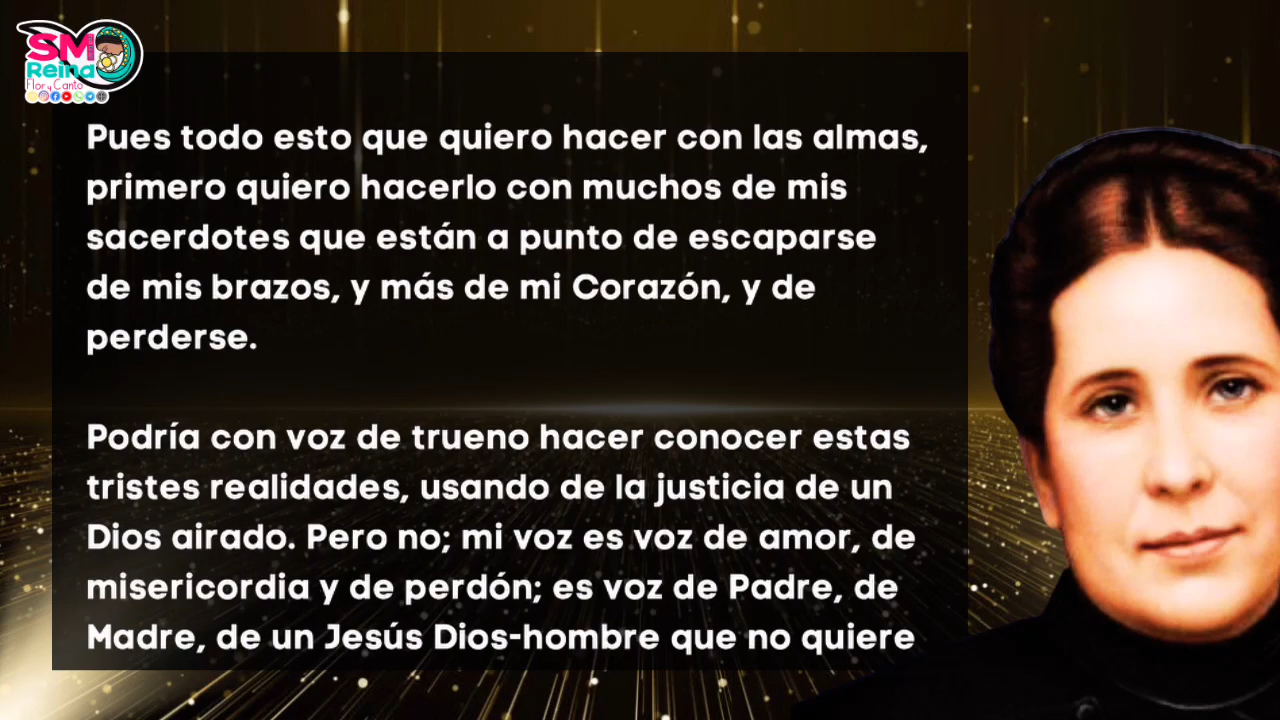 SM
Reina
Flor y Canto
Pues todo esto que quiero hacer con las almas,
primero quiero hacerlo con muchos de mis
sacerdotes que están a punto de escaparse
de mis brazos, y más de mi Corazón, y de
perderse.
Podría con voz de trueno hacer conocer estas
tristes realidades, usando de la justicia de un
Dios airado. Pero no; mi voz es voz de amor, de
misericordia y de perdón; es voz de Padre, de
Madre, de un Jesús Dios-hombre que no quiere